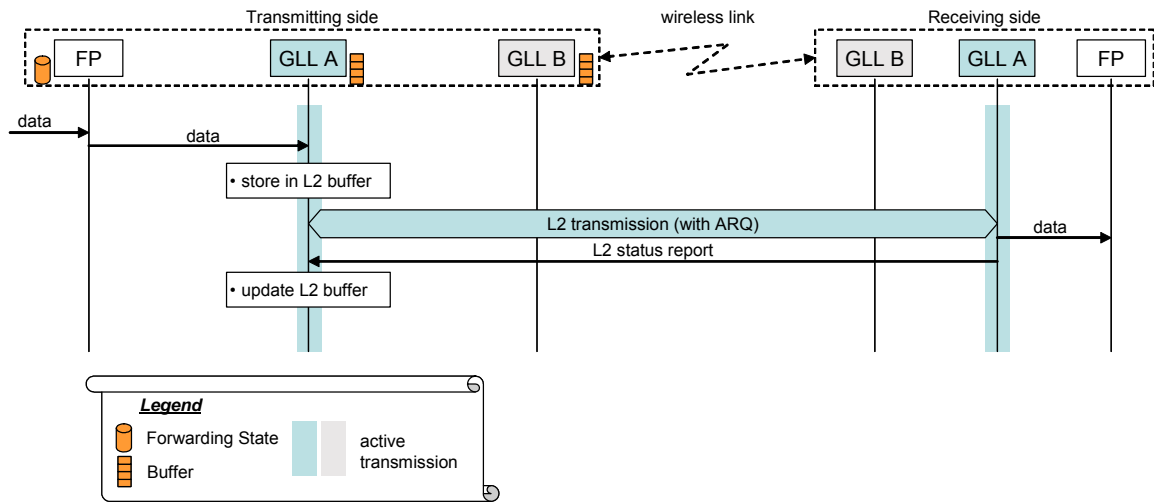 Transmitting side
wireless link
Receiving side
FP
GLL A
GLL B
GLL B
GLL A
FP
data
data
• store in L2 buffer
L2 transmission (with ARQ)
data
L2 status report
• update L2 buffer
Legend
Forwarding State
Buffer
active
transmission